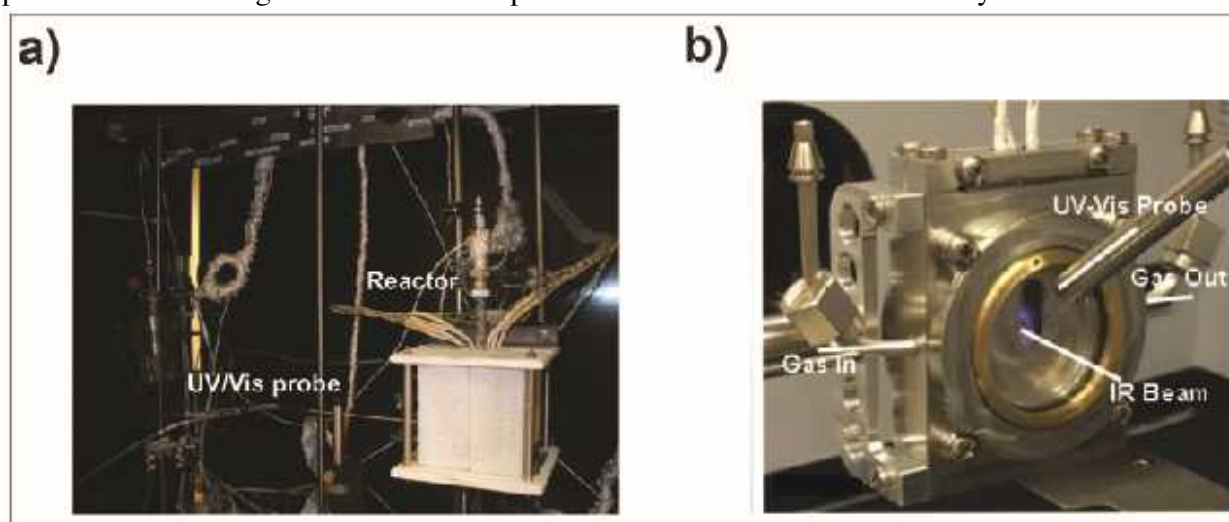 a)
b)
Reactor
UV/Vis probe
UV-Vis Probe
Gas Out
Gas In
IR Beam